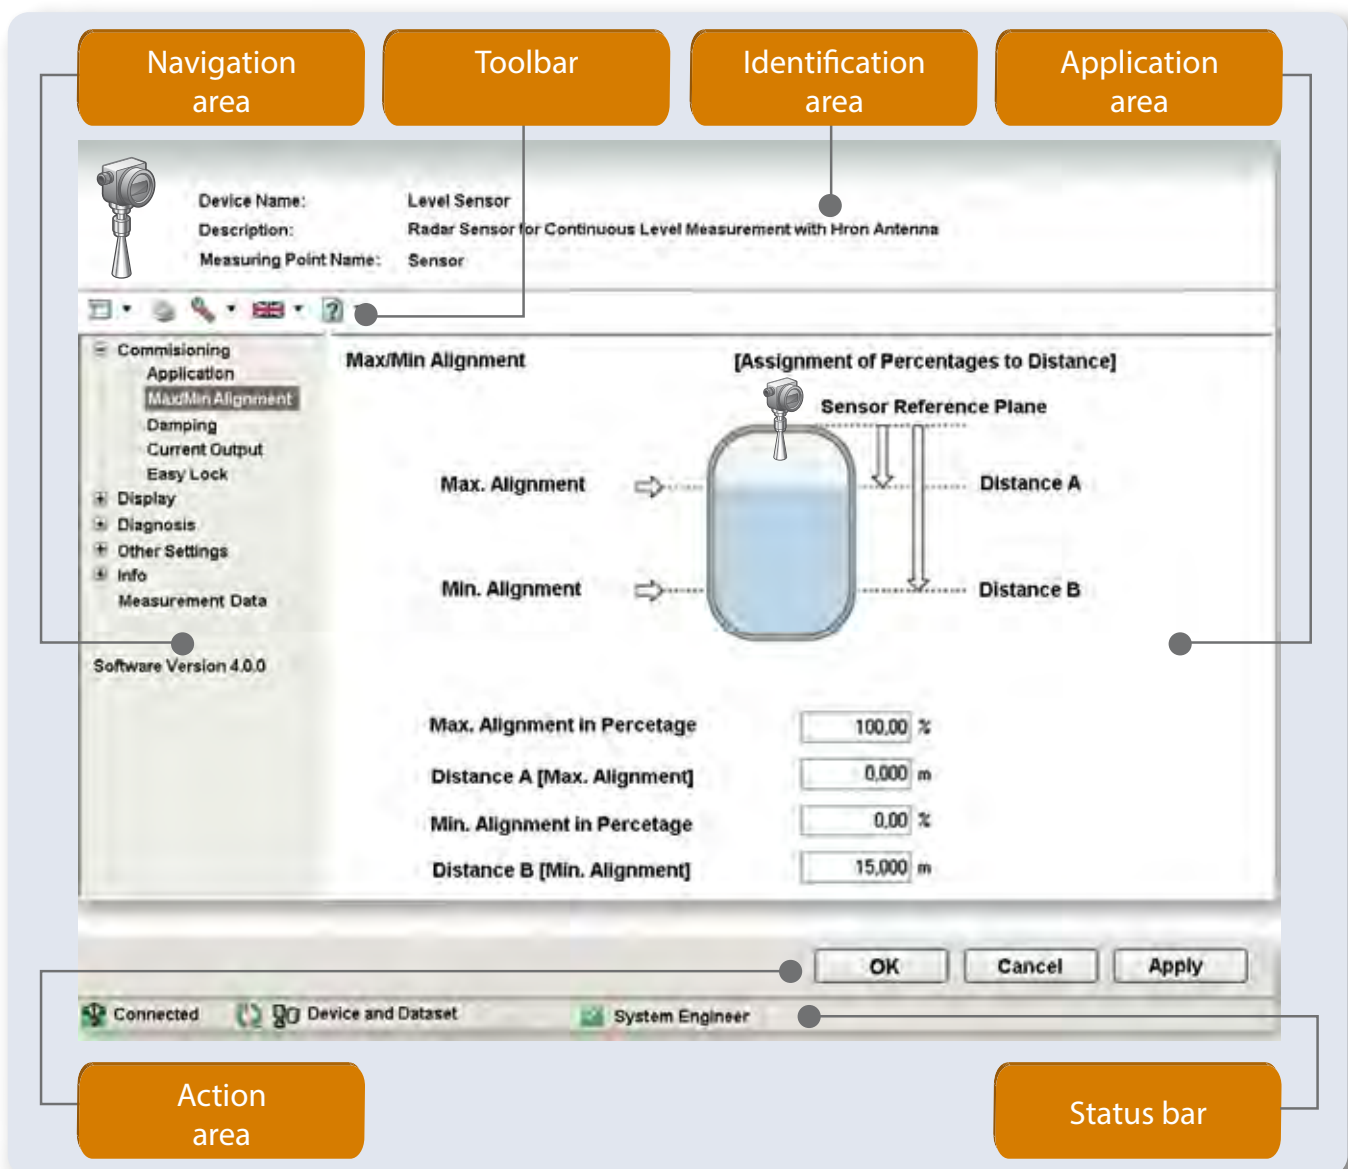 Navigation
area
Toolbar
Identification
area
Application
area
Device Name: Level Sensor
Description: Radar Sensor for Continuous Level Measurement with Hron Antenna
Measuring Point Name: Sensor
?
Commisioning
Application
Max/Min Alignment
Damping
Current Output
Easy Lock
Display
Diagnosis
Other Settings
Info
Measurement Data
Software Version 4.0.0
Max/Min Alignment
[Assignment of Percentages to Distance]
Sensor Reference Plane
Max. Alignment
Distance A
Min. Alignment
Distance B
Max. Alignment in Percetage 100,00 %
Distance A [Max. Alignment] 0,000 m
Min. Alignment in Percetage 0,00 %
Distance B [Min. Alignment] 15,000 m
OK Cancel Apply
Connected Device and Dataset System Engineer
Action
area
Status bar